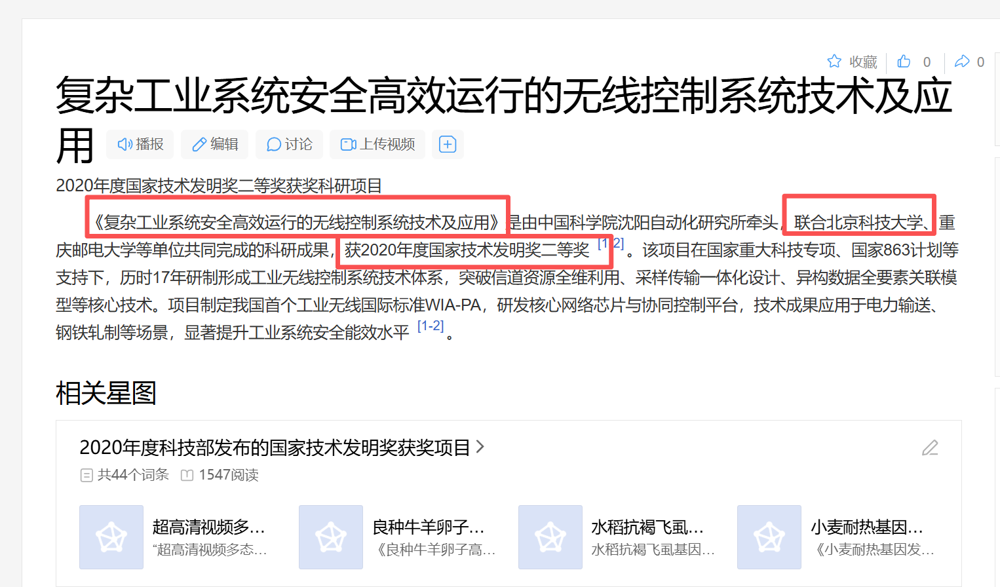 收藏 0 0
复杂工业系统安全高效运行的无线控制系统技术及应
用 播报 编辑 讨论 上传视频
2020年度国家技术发明奖二等奖获奖科研项目
《复杂工业系统安全高效运行的无线控制系统技术及应用》是由中国科学院沈阳自动化研究所牵头,联合北京科技大学、重
庆邮电大学等单位共同完成的科研成果，获2020年度国家技术发明奖二等奖 [1-2] 。该项目在国家重大科技专项、国家863计划等
支持下，历时17年研制形成工业无线控制系统技术体系，突破信道资源全维利用、采样传输一体化设计、异构数据全要素关联模
型等核心技术。项目制定我国首个工业无线国际标准WIA-PA，研发核心网络芯片与协同控制平台，技术成果应用于电力输送、
钢铁轧制等场景，显著提升工业系统安全能效水平 [1-2] 。
相关星图
2020年度科技部发布的国家技术发明奖获奖项目
共44个词条 1547阅读
超高清视频多... 良种牛羊卵子... 水稻抗褐飞虱... 小麦耐热基因...
“超高清视频多态... 《良种牛羊卵子高... 水稻抗褐飞虱基因... 《小麦耐热基因发...